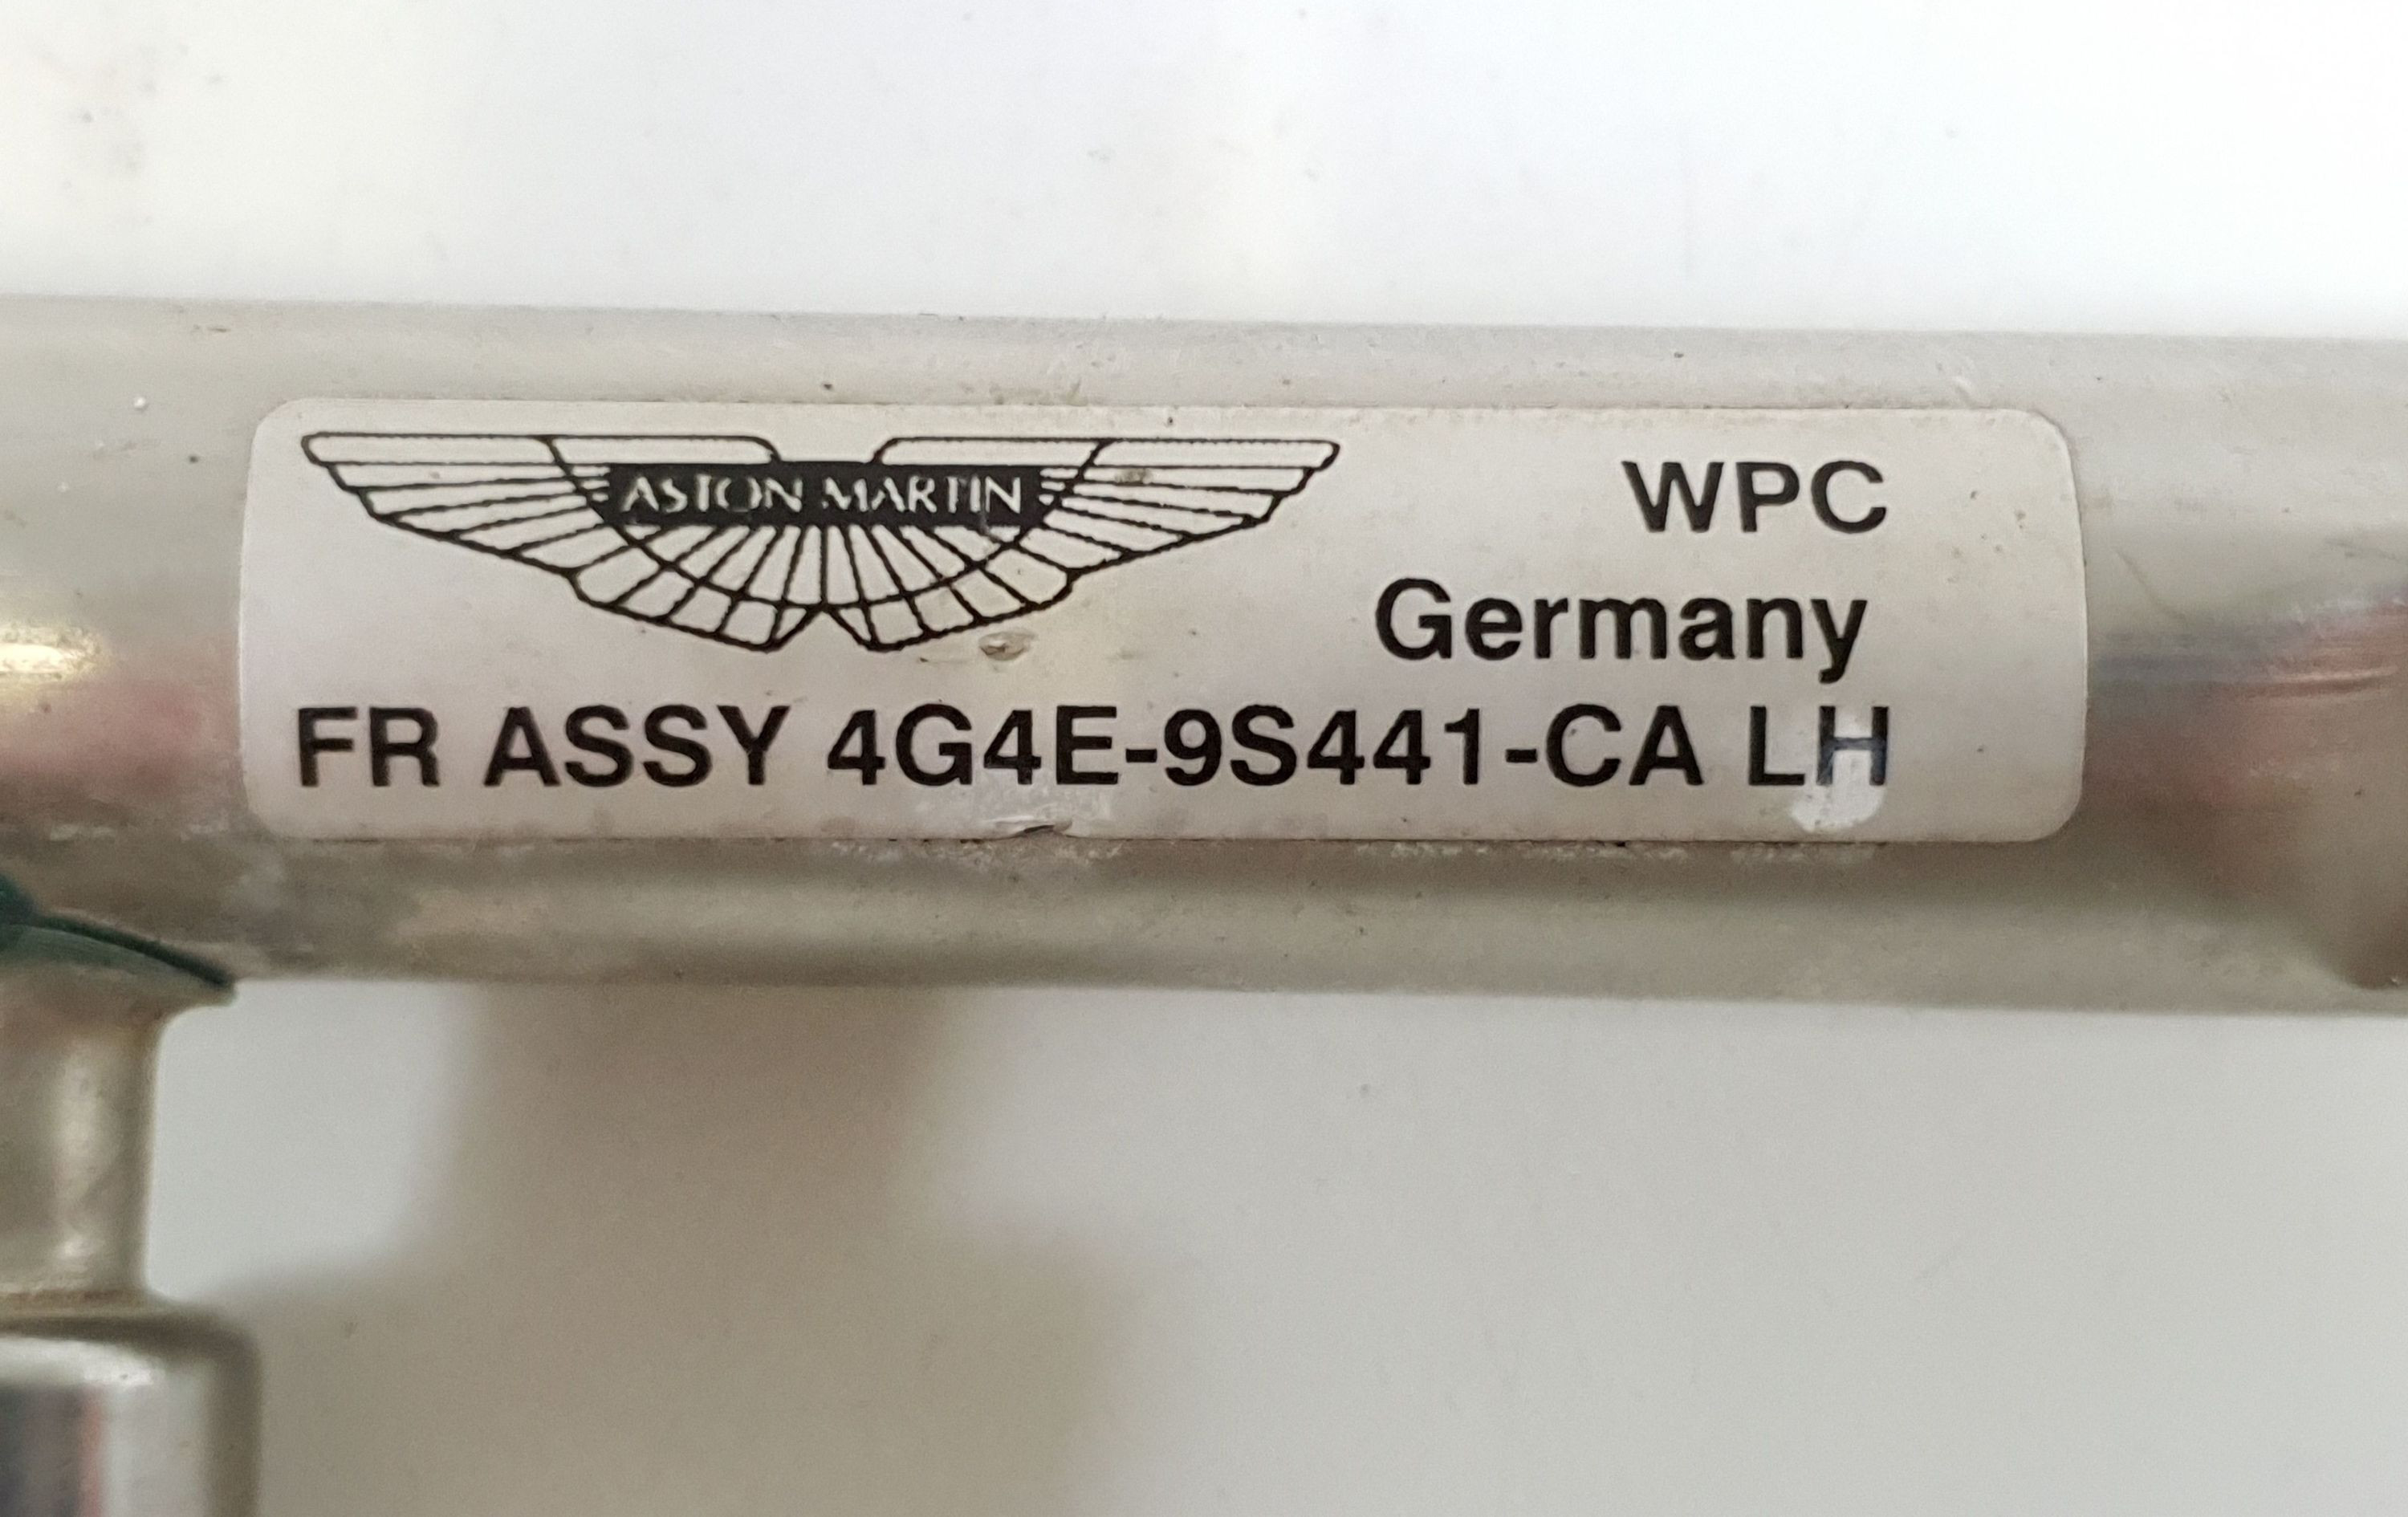 ASTON MARTIN
WPC
Germany
FR ASSY 4G4E-9S441-CA LH